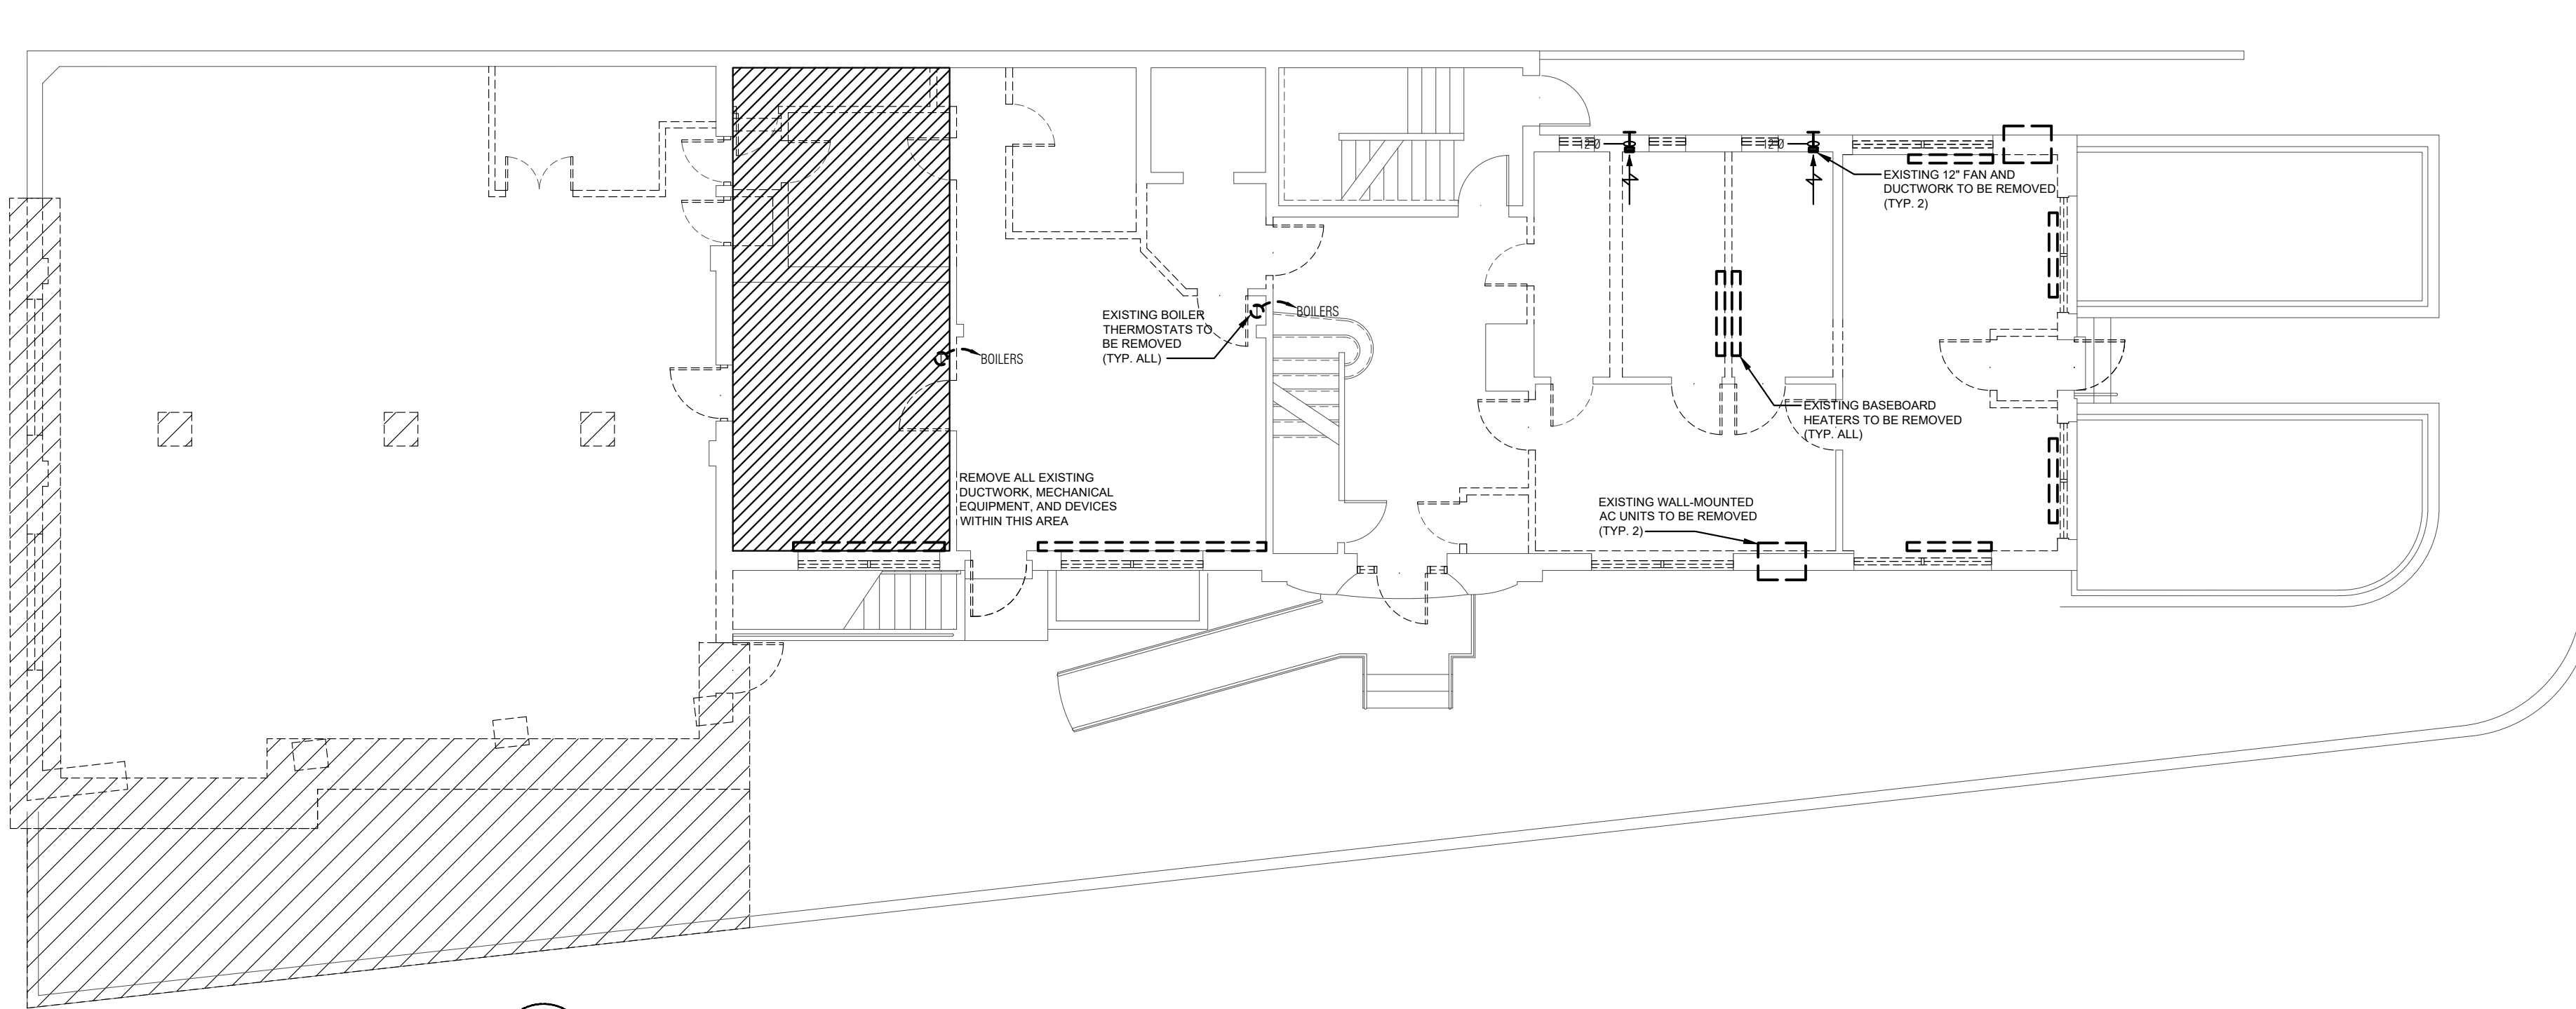 12Ø
12Ø
EXISTING 12" FAN AND
DUCTWORK TO BE REMOVED
(TYP. 2)
EXISTING BOILER
THERMOSTATS TO
BE REMOVED
(TYP. ALL)
BOILERS
BOILERS
EXISTING BASEBOARD
HEATERS TO BE REMOVED
(TYP. ALL)
REMOVE ALL EXISTING
DUCTWORK, MECHANICAL
EQUIPMENT, AND DEVICES
WITHIN THIS AREA
EXISTING WALL-MOUNTED
AC UNITS TO BE REMOVED
(TYP. 2)